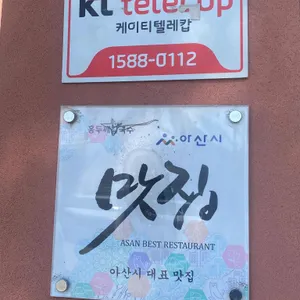 kt telecop
케이티텔레캅
1588-0112
아산시
맛집
ASAN BEST RESTAURANT
아산시 대표 맛집